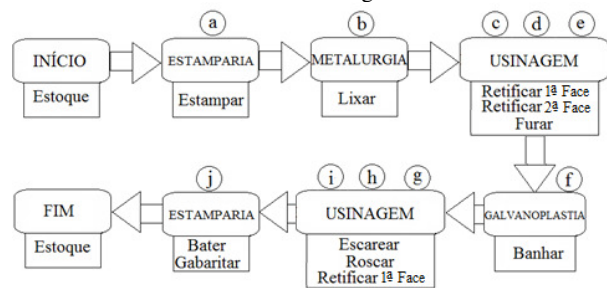 a
b
c d e
INÍCIO
ESTAMPARIA
METALURGIA
USINAGEM
Estoque
Estampar
Lixar
Retificar 1ª Face
Retificar 2ª Face
Furar
f
g
h
i
j
GALVANOPLASTIA
USINAGEM
ESTAMPARIA
FIM
Banhar
Escarear
Roscar
Retificar 1ª Face
Bater
Gabaritar
Estoque